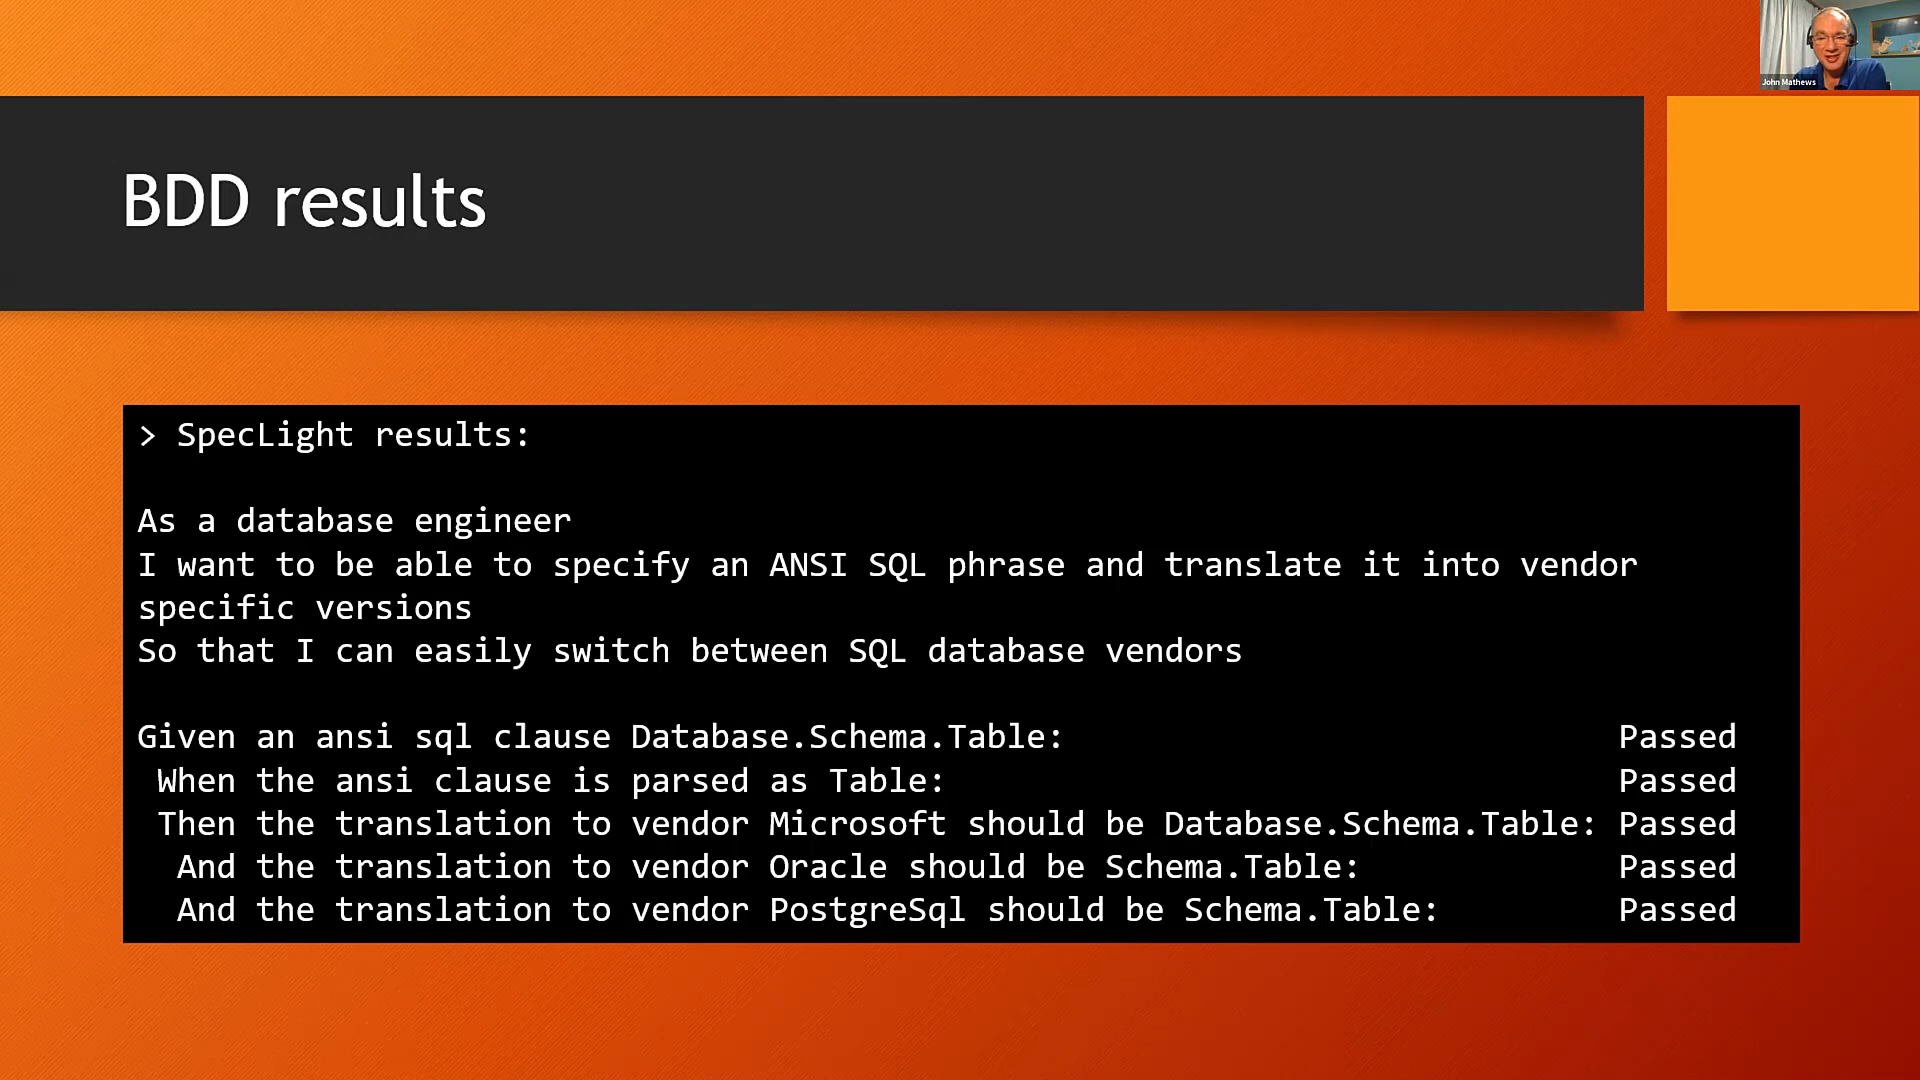 John Mathews
BDD results
> SpecLight results:
As a database engineer
I want to be able to specify an ANSI SQL phrase and translate it into vendor
specific versions
So that I can easily switch between SQL database vendors
Given an ansi sql clause Database.Schema.Table: Passed
When the ansi clause is parsed as Table: Passed
Then the translation to vendor Microsoft should be Database.Schema.Table: Passed
And the translation to vendor Oracle should be Schema.Table: Passed
And the translation to vendor PostgreSql should be Schema.Table: Passed